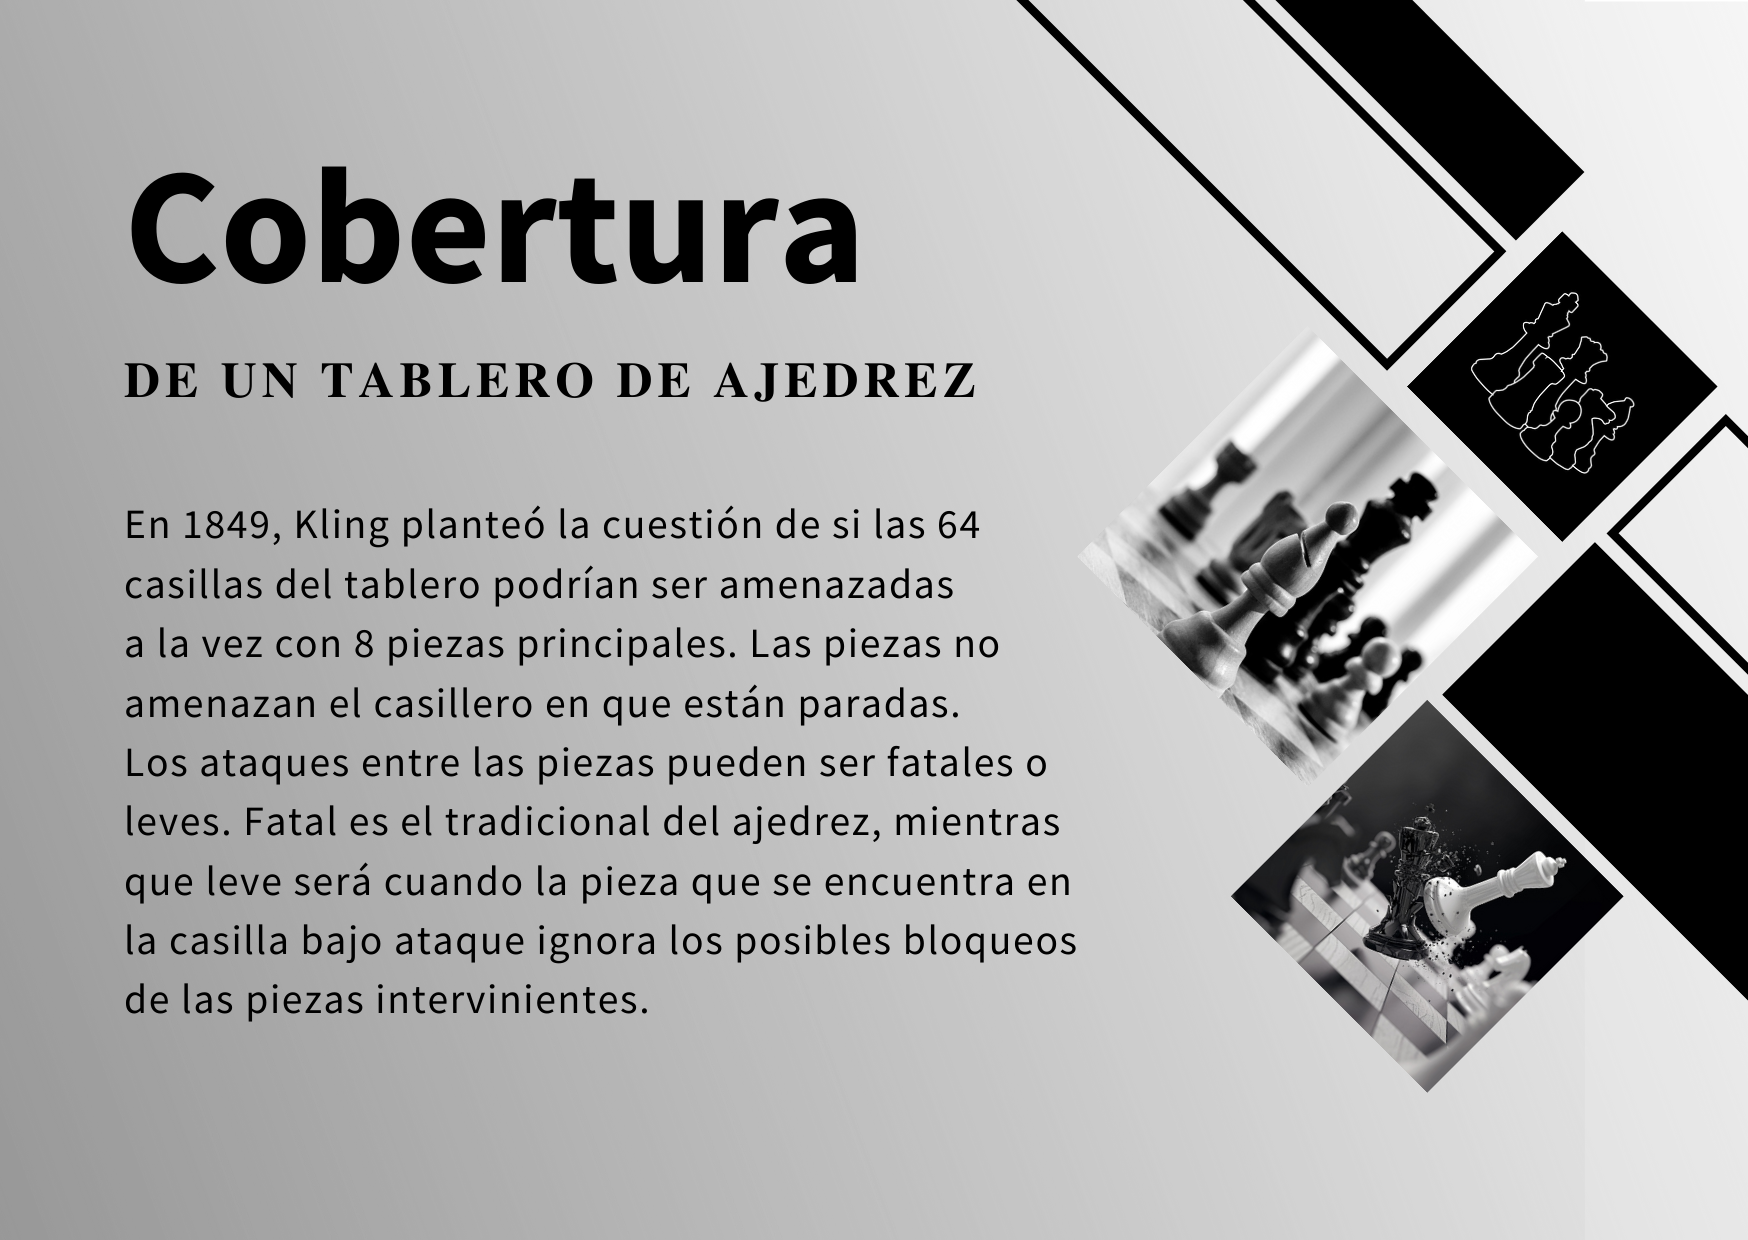 Cobertura
DE UN TABLERO DE AJEDREZ
En 1849, Kling planteó la cuestión de si las 64
casillas del tablero podrían ser amenazadas
a la vez con 8 piezas principales. Las piezas no
amenazan el casillero en que están paradas.
Los ataques entre las piezas pueden ser fatales o
leves. Fatal es el tradicional del ajedrez, mientras
que leve será cuando la pieza que se encuentra en
la casilla bajo ataque ignora los posibles bloqueos
de las piezas intervinientes.